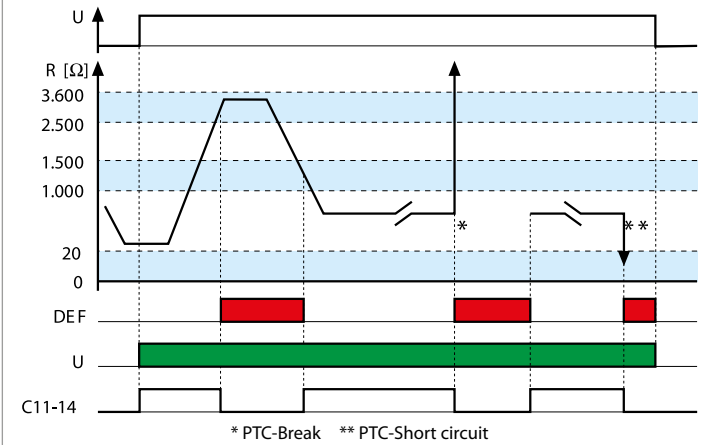 U
R [Ω]
3.600
2.500
1.500
1.000
*
* *
20
0
DEF
U
C11-14
* PTC-Break ** PTC-Short circuit